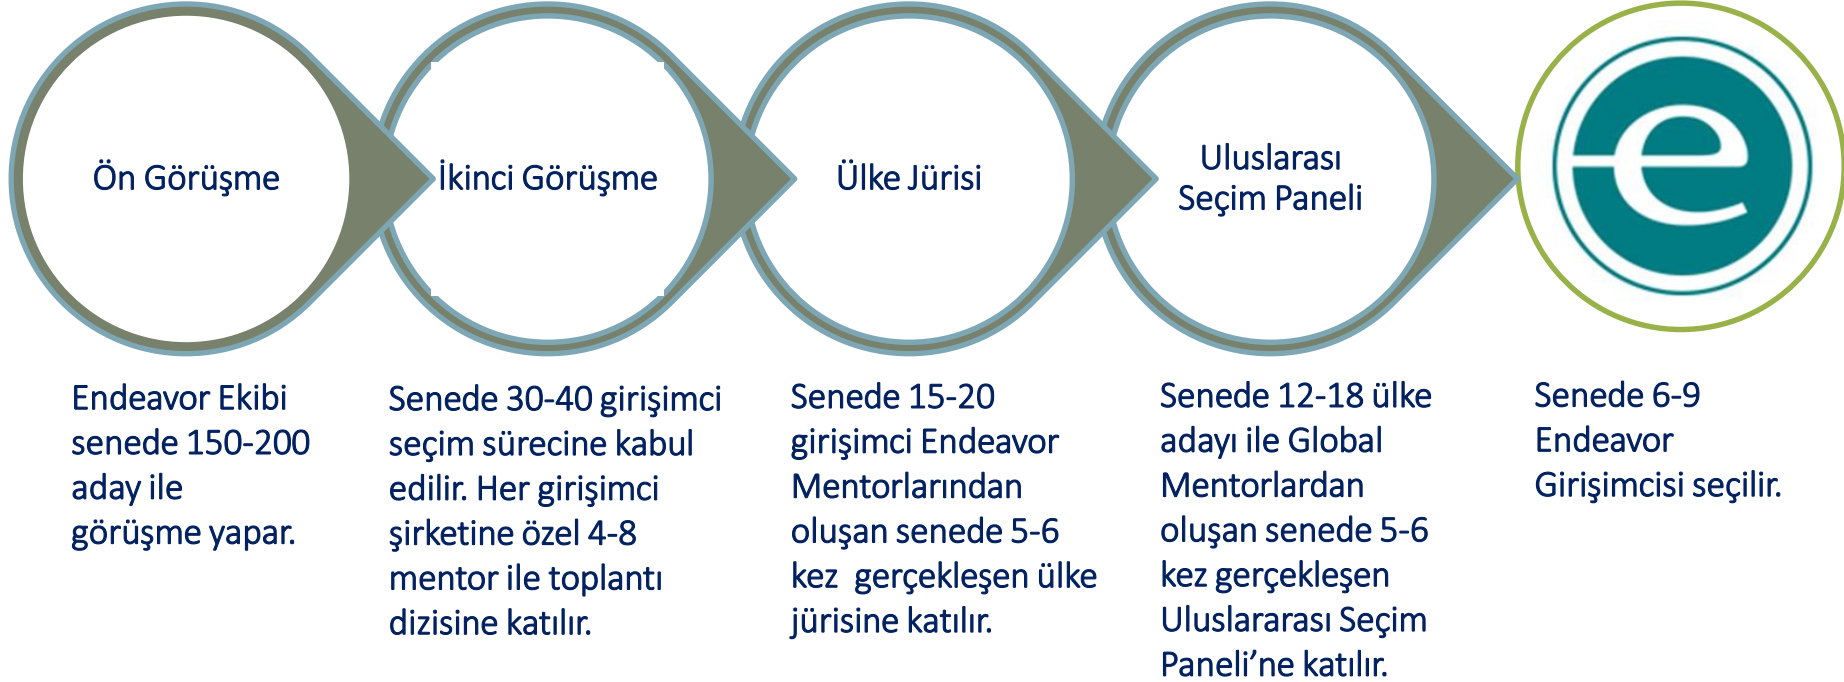 Ön Görüşme
İkinci Görüşme
Ülke Jürisi
Uluslarası
Seçim Paneli
e
Endeavor Ekibi
senede 150-200
aday ile
görüşme yapar.
Senede 30-40 girişimci
seçim sürecine kabul
edilir. Her girişimci
şirketine özel 4-8
mentor ile toplantı
dizisine katılır.
Senede 15-20
girişimci Endeavor
Mentorlarından
oluşan senede 5-6
kez  gerçekleşen ülke
jürisine katılır.
Senede 12-18 ülke
adayı ile Global
Mentorlardan
oluşan senede 5-6
kez gerçekleşen
Uluslararası Seçim
Paneli’ne katılır.
Senede 6-9
Endeavor
Girişimcisi seçilir.